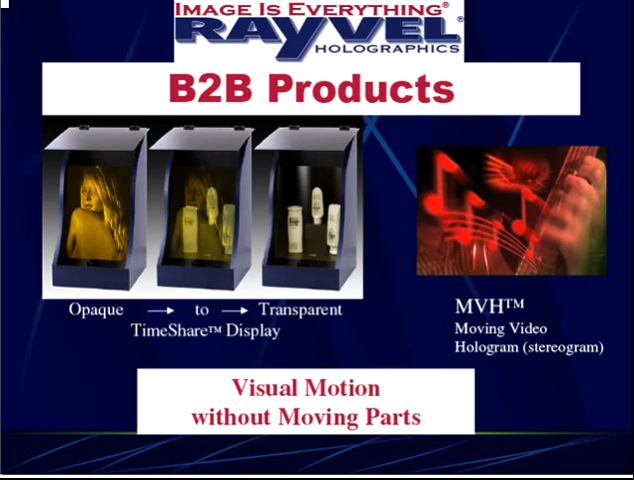 IMAGE IS EVERYTHING®
RAYVEL®
HOLOGRAPHICS
B2B Products
Opaque → to → Transparent
TimeShare™ Display
MVH™
Moving Video
Hologram (stereogram)
Visual Motion
without Moving Parts